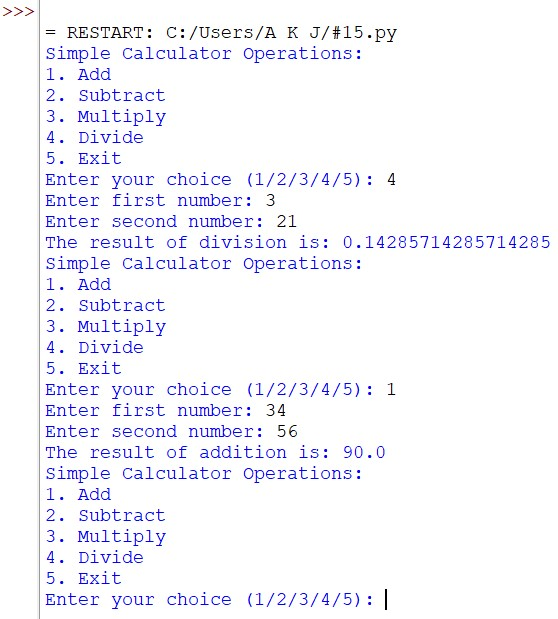 >>>
= RESTART: C:/Users/A K J/#15.py
Simple Calculator Operations:
1. Add
2. Subtract
3. Multiply
4. Divide
5. Exit
Enter your choice (1/2/3/4/5): 4
Enter first number: 3
Enter second number: 21
The result of division is: 0.14285714285714285
Simple Calculator Operations:
1. Add
2. Subtract
3. Multiply
4. Divide
5. Exit
Enter your choice (1/2/3/4/5): 1
Enter first number: 34
Enter second number: 56
The result of addition is: 90.0
Simple Calculator Operations:
1. Add
2. Subtract
3. Multiply
4. Divide
5. Exit
Enter your choice (1/2/3/4/5):